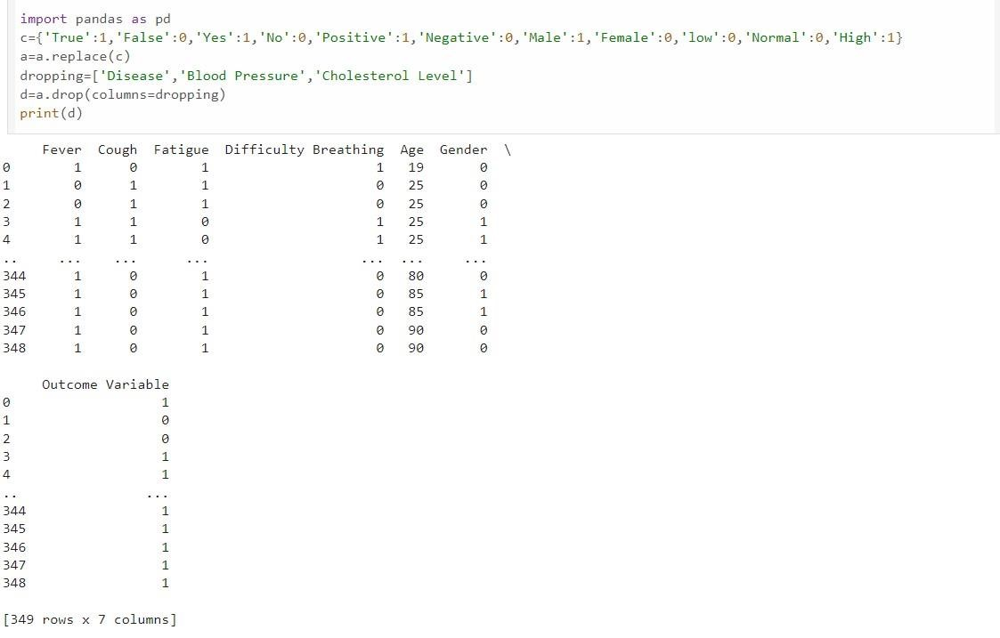 import pandas as pd
c={'True':1,'False':0,'Yes':1,'No':0,'Positive':1,'Negative':0,'Male':1,'Female':0,'low':0,'Normal':0,'High':1}
a=a.replace(c)
dropping=['Disease','Blood Pressure','Cholesterol Level']
d=a.drop(columns=dropping)
print(d)
     Fever  Cough  Fatigue  Difficulty Breathing  Age  Gender  \
0        1      0        1                     1   19       0
1        0      1        1                     0   25       0
2        0      1        1                     0   25       0
3        1      1        0                     1   25       1
4        1      1        0                     1   25       1
..     ...    ...      ...                   ...  ...     ...
344      1      0        1                     0   80       0
345      1      0        1                     0   85       1
346      1      0        1                     0   85       1
347      1      0        1                     0   90       0
348      1      0        1                     0   90       0
     Outcome Variable
0                   1
1                   0
2                   0
3                   1
4                   1
..                ...
344                 1
345                 1
346                 1
347                 1
348                 1
[349 rows x 7 columns]